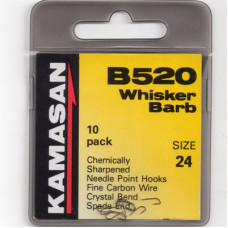 KAMASAN
B520
Whisker
Barb
10
pack
SIZE
24
Chemically
Sharpened
Needle Point Hooks
Fine Carbon Wire
Crystal Bend
Spade End